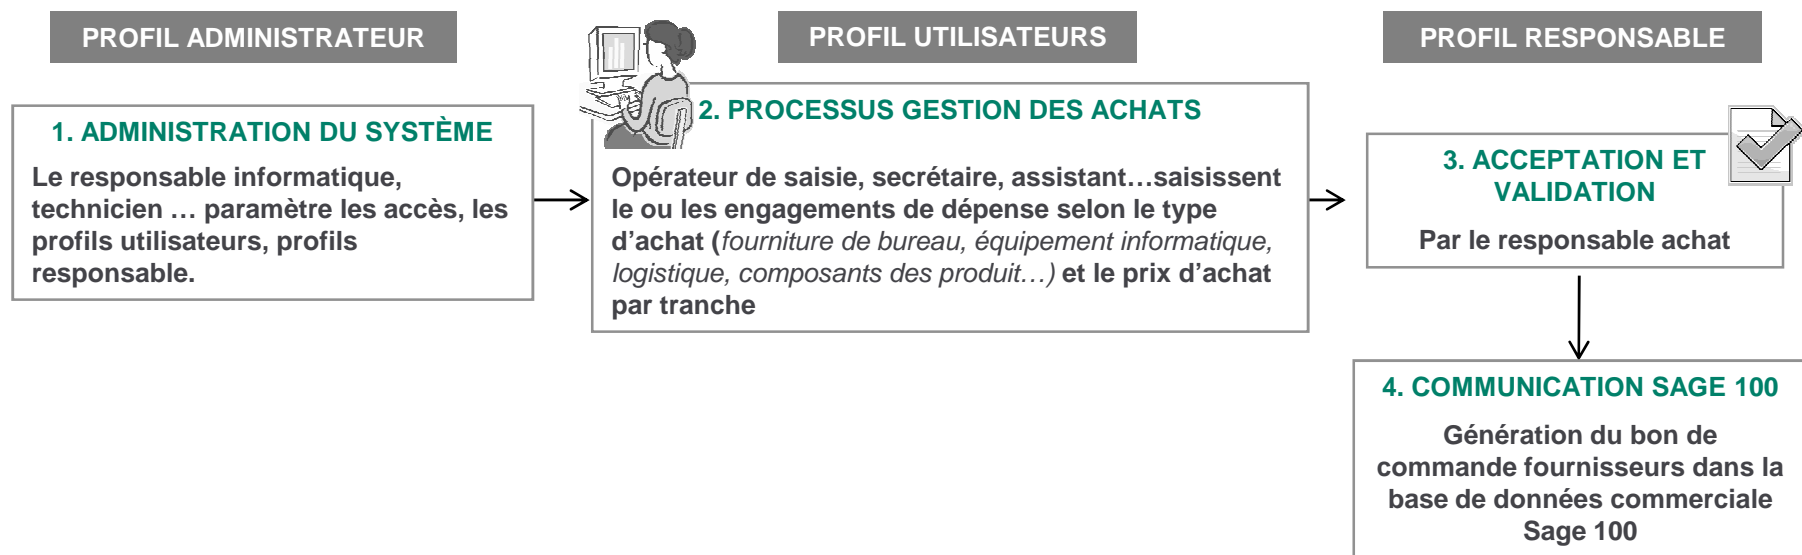 PROFIL ADMINISTRATEUR
PROFIL UTILISATEURS
PROFIL RESPONSABLE
1. ADMINISTRATION DU SYSTÈME
Le responsable informatique,
technicien … paramètre les accès, les
profils utilisateurs, profils
responsable.
2. PROCESSUS GESTION DES ACHATS
Opérateur de saisie, secrétaire, assistant…saisissent
le ou les engagements de dépense selon le type
d’achat (fourniture de bureau, équipement informatique,
logistique, composants des produit…) et le prix d’achat
par tranche
3. ACCEPTATION ET
VALIDATION
Par le responsable achat
4. COMMUNICATION SAGE 100
Génération du bon de
commande fournisseurs dans la
base de données commerciale
Sage 100